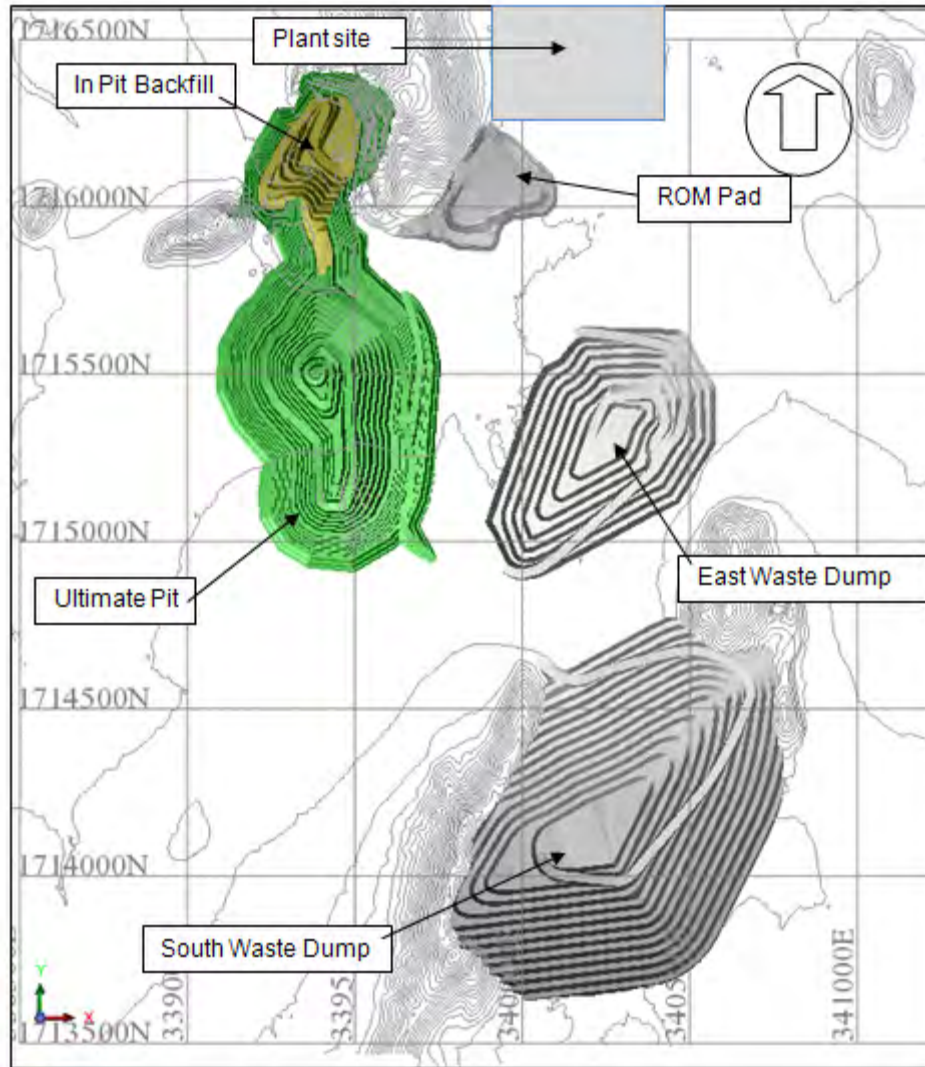 1716500N
Plant site
In Pit Backfill
1716000N
ROM Pad
1715500N
1715000N
East Waste Dump
Ultimate Pit
1714500N
1714000N
South Waste Dump
341000E
Y
X
1713500N